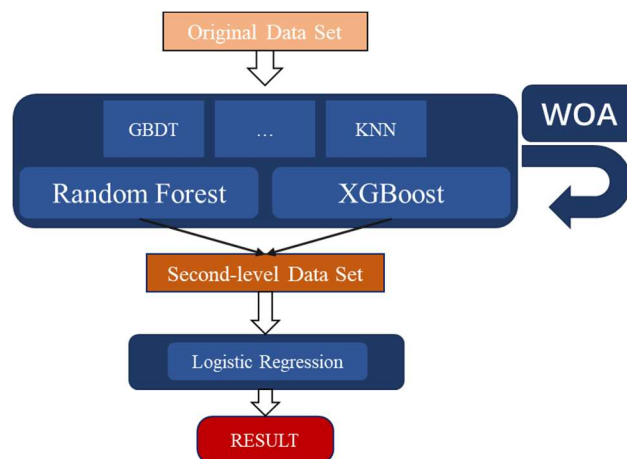 Original Data Set
WOA
GBDT
...
KNN
Random Forest
XGBoost
Second-level Data Set
Logistic Regression
RESULT